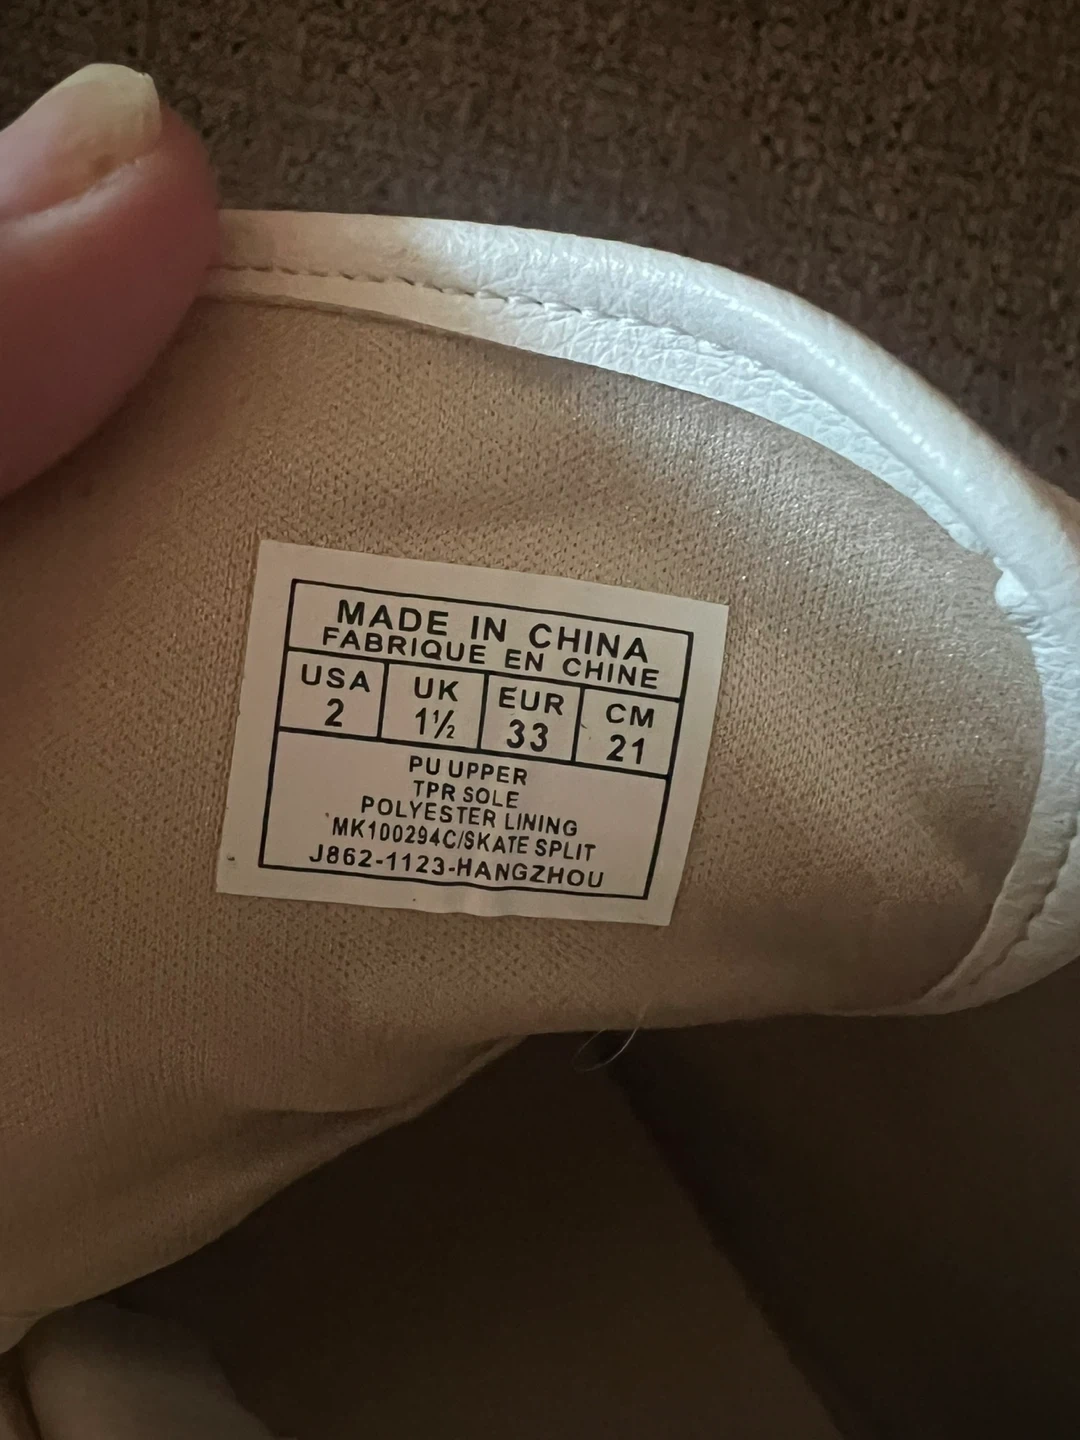 MADE IN CHINA
FABRIQUE EN CHINE
USA UK EUR CM
2 1½ 33 21
PU UPPER
TPR SOLE
POLYESTER LINING
MK100294C/SKATE SPLIT
J862-1123-HANGZHOU